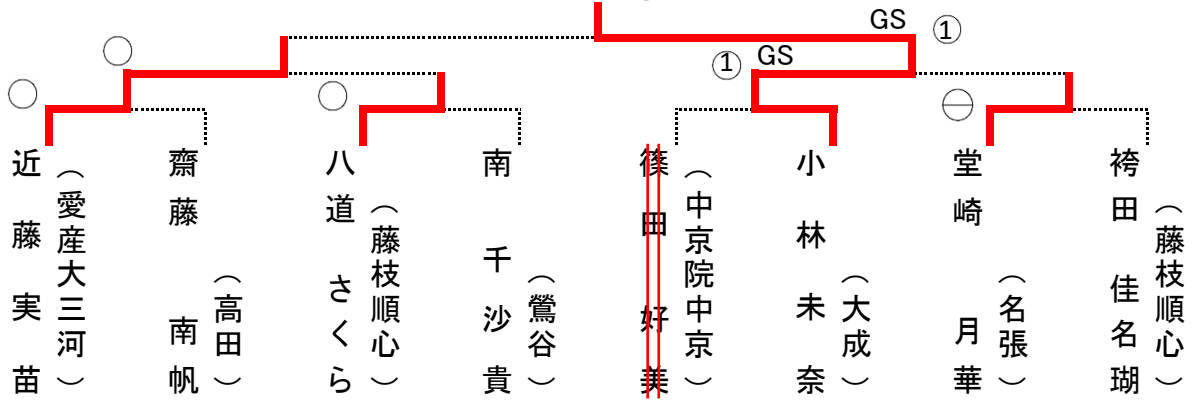 GS
①
①
GS
近藤実苗
（愛産大三河）
齋藤南帆
（高田）
八道さくら
（藤枝順心）
南千沙貴
（鶯谷）
篠田好美
（中京院中京）
小林未奈
（大成）
堂崎月華
（名張）
袴田佳名瑚
（藤枝順心）